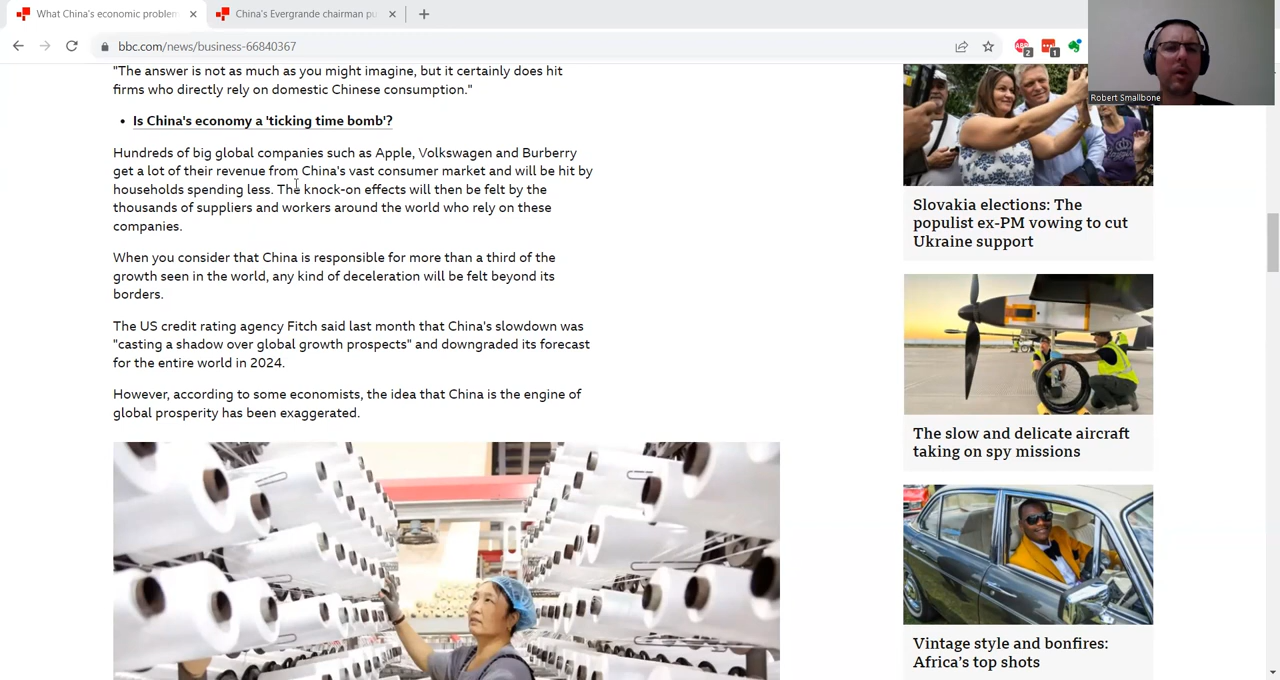 What China's economic problem
China's Evergrande chairman pu
bbc.com/news/business-66840367
2
1
Robert Smallbone
"The answer is not as much as you might imagine, but it certainly does hit
firms who directly rely on domestic Chinese consumption."
• Is China's economy a 'ticking time bomb'?
Hundreds of big global companies such as Apple, Volkswagen and Burberry
get a lot of their revenue from China's vast consumer market and will be hit by
households spending less. The knock-on effects will then be felt by the
thousands of suppliers and workers around the world who rely on these
companies.
When you consider that China is responsible for more than a third of the
growth seen in the world, any kind of deceleration will be felt beyond its
borders.
The US credit rating agency Fitch said last month that China's slowdown was
"casting a shadow over global growth prospects" and downgraded its forecast
for the entire world in 2024.
However, according to some economists, the idea that China is the engine of
global prosperity has been exaggerated.
Slovakia elections: The
populist ex-PM vowing to cut
Ukraine support
The slow and delicate aircraft
taking on spy missions
Vintage style and bonfires:
Africa's top shots